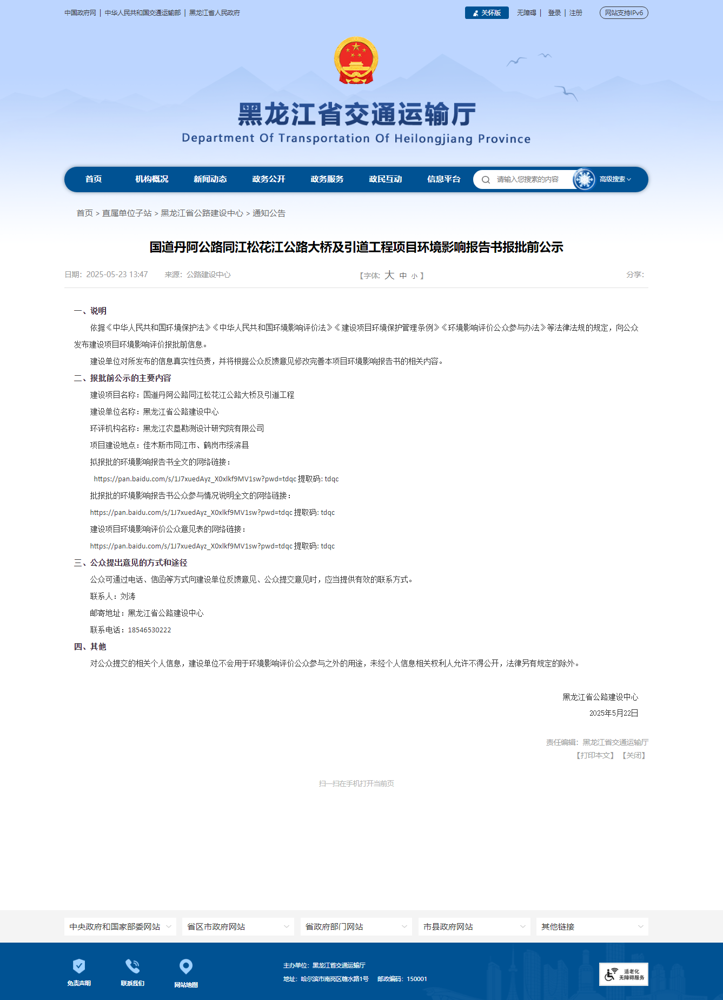 中国政府网 | 中华人民共和国交通运输部 | 黑龙江省人民政府
关怀版 无障碍 | 登录 | 注册 网站支持IPv6
黑龙江省交通运输厅
Department Of Transportation Of Heilongjiang Province
首页 机构概况 新闻动态 政务公开 政务服务 政民互动 信息平台 请输入您搜索的内容 高级搜索
首页 > 直属单位子站 > 黑龙江省公路建设中心 > 通知公告
国道丹阿公路同江松花江公路大桥及引道工程项目环境影响报告书报批前公示
日期：2025-05-23 13:47 来源：公路建设中心 【字体: 大 中 小 】 分享：
一、说明
依据《中华人民共和国环境保护法》《中华人民共和国环境影响评价法》《建设项目环境保护管理条例》《环境影响评价公众参与办法》等法律法规的规定，向公众
发布建设项目环境影响评价报批前信息。
建设单位对所发布的信息真实性负责，并将根据公众反馈意见修改完善本项目环境影响报告书的相关内容。
二、报批前公示的主要内容
建设项目名称：国道丹阿公路同江松花江公路大桥及引道工程
建设单位名称：黑龙江省公路建设中心
环评机构名称：黑龙江农垦勘测设计研究院有限公司
项目建设地点：佳木斯市同江市、鹤岗市绥滨县
拟报批的环境影响报告书全文的网络链接：
https://pan.baidu.com/s/1J7xuedAyz_X0xlkf9MV1sw?pwd=tdqc 提取码: tdqc
批报批的环境影响报告书公众参与情况说明全文的网络链接：
https://pan.baidu.com/s/1J7xuedAyz_X0xlkf9MV1sw?pwd=tdqc 提取码: tdqc
建设项目环境影响评价公众意见表的网络链接：
https://pan.baidu.com/s/1J7xuedAyz_X0xlkf9MV1sw?pwd=tdqc 提取码: tdqc
三、公众提出意见的方式和途径
公众可通过电话、信函等方式向建设单位反馈意见、公众提交意见时，应当提供有效的联系方式。
联系人：刘涛
邮寄地址：黑龙江省公路建设中心
联系电话：18546530222
四、其他
对公众提交的相关个人信息，建设单位不会用于环境影响评价公众参与之外的用途，未经个人信息相关权利人允许不得公开，法律另有规定的除外。
黑龙江省公路建设中心
2025年5月22日
责任编辑：黑龙江省交通运输厅
【打印本文】 【关闭】
扫一扫在手机打开当前页
中央政府和国家部委网站 省区市政府网站 省政府部门网站 市县政府网站 其他链接
免责声明 联系我们 网站地图
主办单位：黑龙江省交通运输厅
地址：哈尔滨市南岗区赣水路1号 邮政编码：150001
适老化
无障碍服务